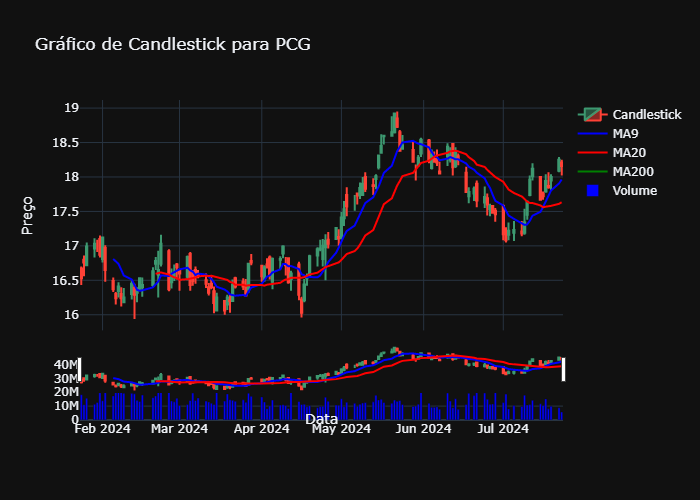 Gráfico de Candlestick para PCG
Preço
19
18.5
18
17.5
17
16.5
16
Candlestick
MA9
MA20
MA200
Volume
40M
30M
20M
10M
0
Data
Feb 2024 Mar 2024 Apr 2024 May 2024 Jun 2024 Jul 2024